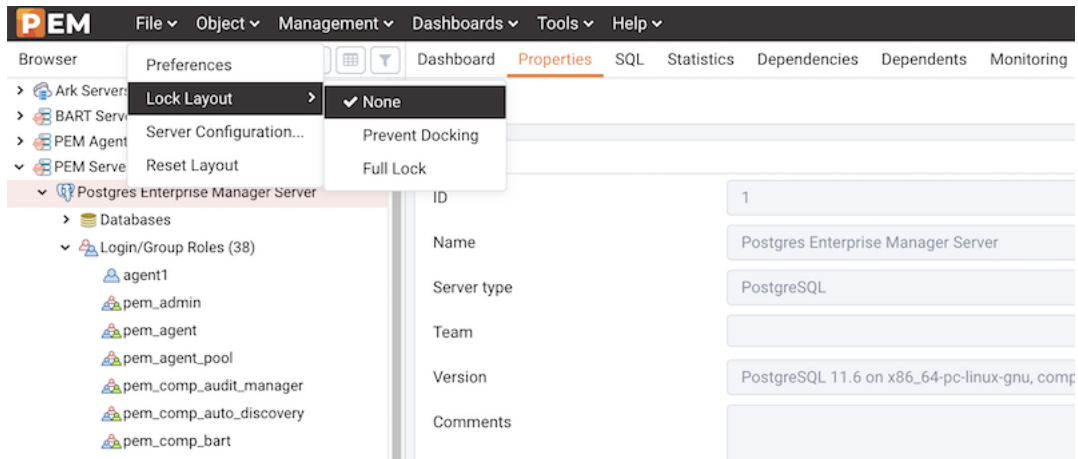 PEM File Object Management Dashboards Tools Help
Browser
Dashboard Properties SQL Statistics Dependencies Dependents Monitoring
Preferences
Lock Layout
Server Configuration...
Reset Layout
None
Prevent Docking
Full Lock
Ark Servers
BART Serve
PEM Agent
PEM Serve
Postgres Enterprise Manager Server
Databases
Login/Group Roles (38)
agent1
pem_admin
pem_agent
pem_agent_pool
pem_comp_audit_manager
pem_comp_auto_discovery
pem_comp_bart
ID 1
Name Postgres Enterprise Manager Server
Server type PostgreSQL
Team
Version PostgreSQL 11.6 on x86_64-pc-linux-gnu, comp
Comments